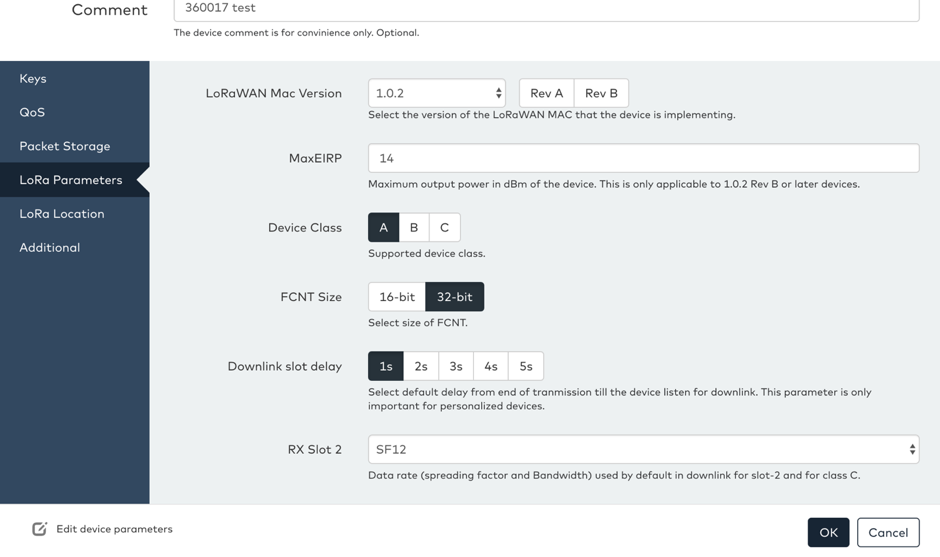 Comment
360017 test
The device comment is for convinience only. Optional.
Keys
QoS
Packet Storage
LoRa Parameters
LoRa Location
Additional
LoRaWAN Mac Version
1.0.2
Rev A
Rev B
Select the version of the LoRaWAN MAC that the device is implementing.
MaxEIRP
14
Maximum output power in dBm of the device. This is only applicable to 1.0.2 Rev B or later devices.
Device Class
A
B
C
Supported device class.
FCNT Size
16-bit
32-bit
Select size of FCNT.
Downlink slot delay
1s
2s
3s
4s
5s
Select default delay from end of tranmission till the device listen for downlink. This parameter is only
important for personalized devices.
RX Slot 2
SF12
Data rate (spreading factor and Bandwidth) used by default in downlink for slot-2 and for class C.
Edit device parameters
OK
Cancel